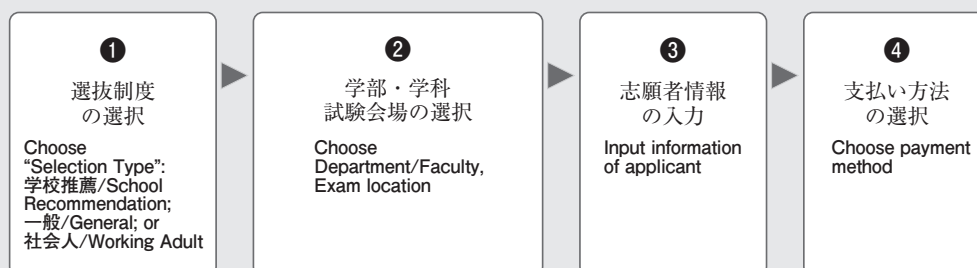 ❶
選抜制度
の選択
Choose
“Selection Type”:
学校推薦/School
Recommendation;
一般/General; or
社会人/Working Adult
❷
学部・学科
試験会場の選択
Choose
Department/Faculty,
Exam location
❸
志願者情報
の入力
Input information
of applicant
❹
支払い方法
の選択
Choose payment
method